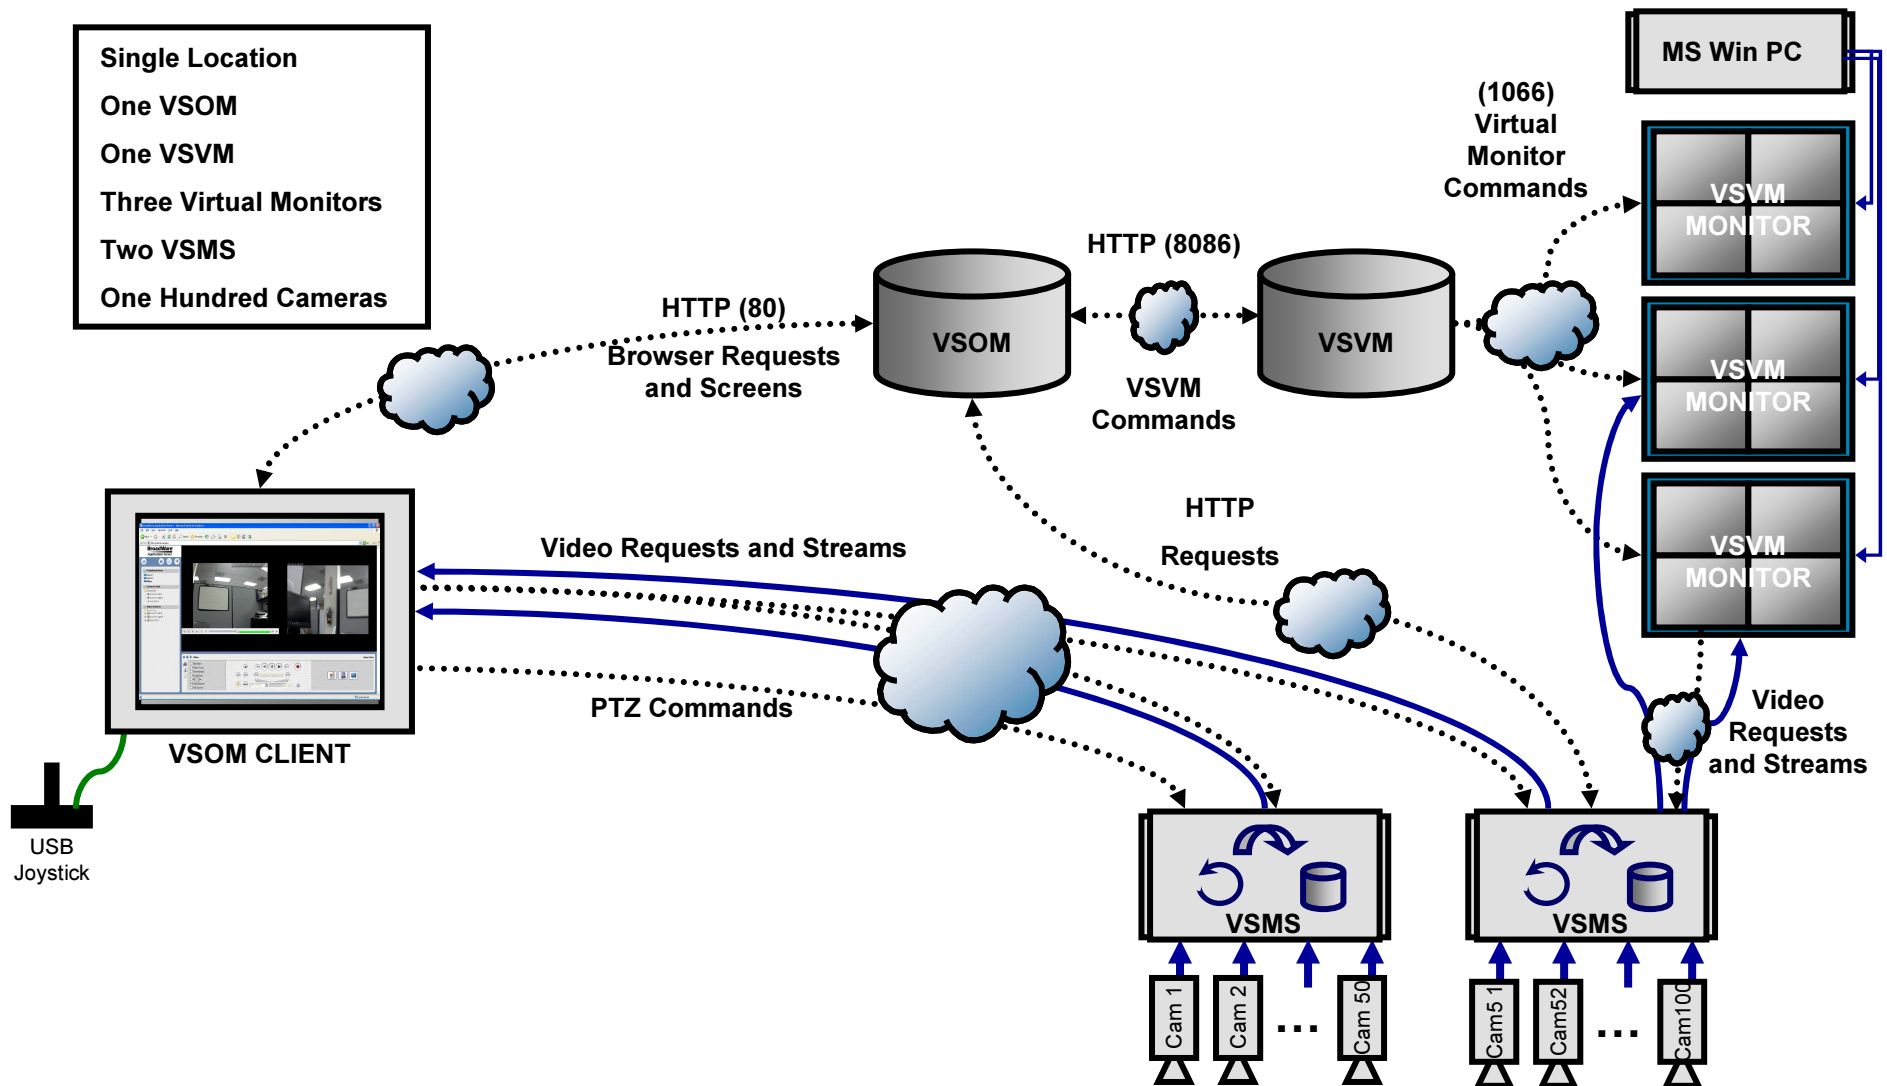 Single Location
One VSOM
One VSVM
Three Virtual Monitors
Two VSMS
One Hundred Cameras
MS Win PC
(1066)
Virtual
Monitor
Commands
VSVM
MONITOR
VSVM
MONITOR
VSVM
MONITOR
HTTP (8086)
VSVM
Commands
HTTP (80)
Browser Requests
and Screens
VSOM
VSVM
HTTP
Requests
Video Requests and Streams
PTZ Commands
BroadWare
VSOM CLIENT
USB
Joystick
Video
Requests
and Streams
VSMS
VSMS
Cam 1
Cam 2
...
Cam 50
Cam5 1
Cam52
...
Cam100